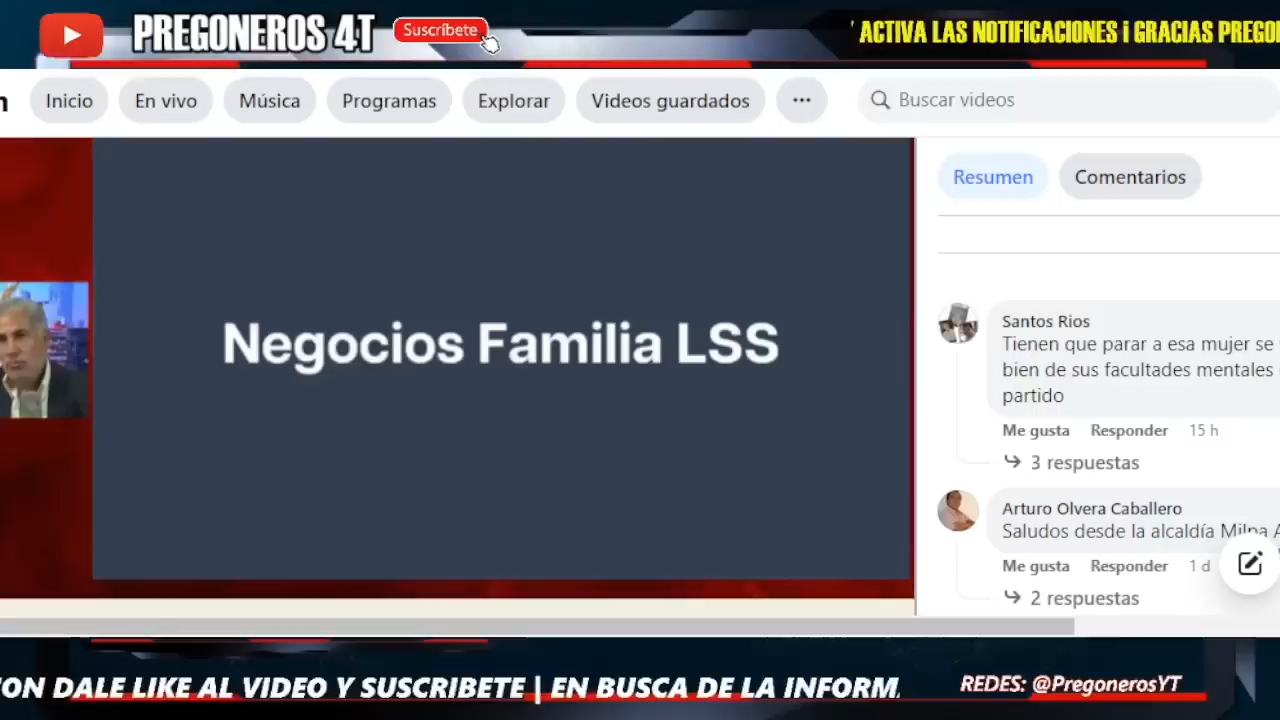 PREGONEROS 4T
Suscríbete
ACTIVA LAS NOTIFICACIONES ¡ GRACIAS
Inicio
En vivo
Música
Programas
Explorar
Videos guardados
Buscar videos
Resumen
Comentarios
Negocios Familia LSS
Santos Rios
Tienen que parar a esa mujer se
bien de sus facultades mentales
partido
Me gusta Responder 15 h
3 respuestas
Arturo Olvera Caballero
Saludos desde la alcaldía Milpa A
Me gusta Responder 1 d
2 respuestas
DALE LIKE AL VIDEO Y SUSCRIBETE | EN BUSCA DE LA INFORM
REDES: @PregonerosYT